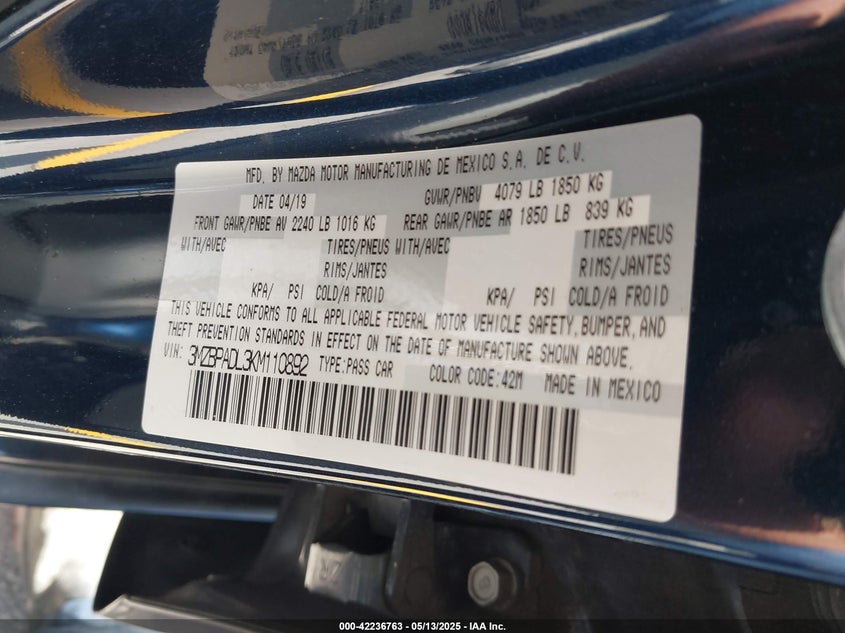 MFD. BY MAZDA MOTOR MANUFACTURING DE MEXICO S.A. DE C.V.
DATE 04/19 GVWR/PNBV 4079 LB 1850 KG
FRONT GAWR/PNBE AV 2240 LB 1016 KG REAR GAWR/PNBE AR 1850 LB 839 KG
WITH/AVEC TIRES/PNEUS WITH/AVEC TIRES/PNEUS
RIMS/JANTES RIMS/JANTES
KPA/ PSI COLD/A FROID KPA/ PSI COLD/A FROID
THIS VEHICLE CONFORMS TO ALL APPLICABLE FEDERAL MOTOR VEHICLE SAFETY, BUMPER, AND
THEFT PREVENTION STANDARDS IN EFFECT ON THE DATE OF MANUFACTURE SHOWN ABOVE.
VIN: 3MZBPADL3KM110892 TYPE:PASS CAR COLOR CODE:42M MADE IN MEXICO
000-42236763 - 05/13/2025 - IAA Inc.